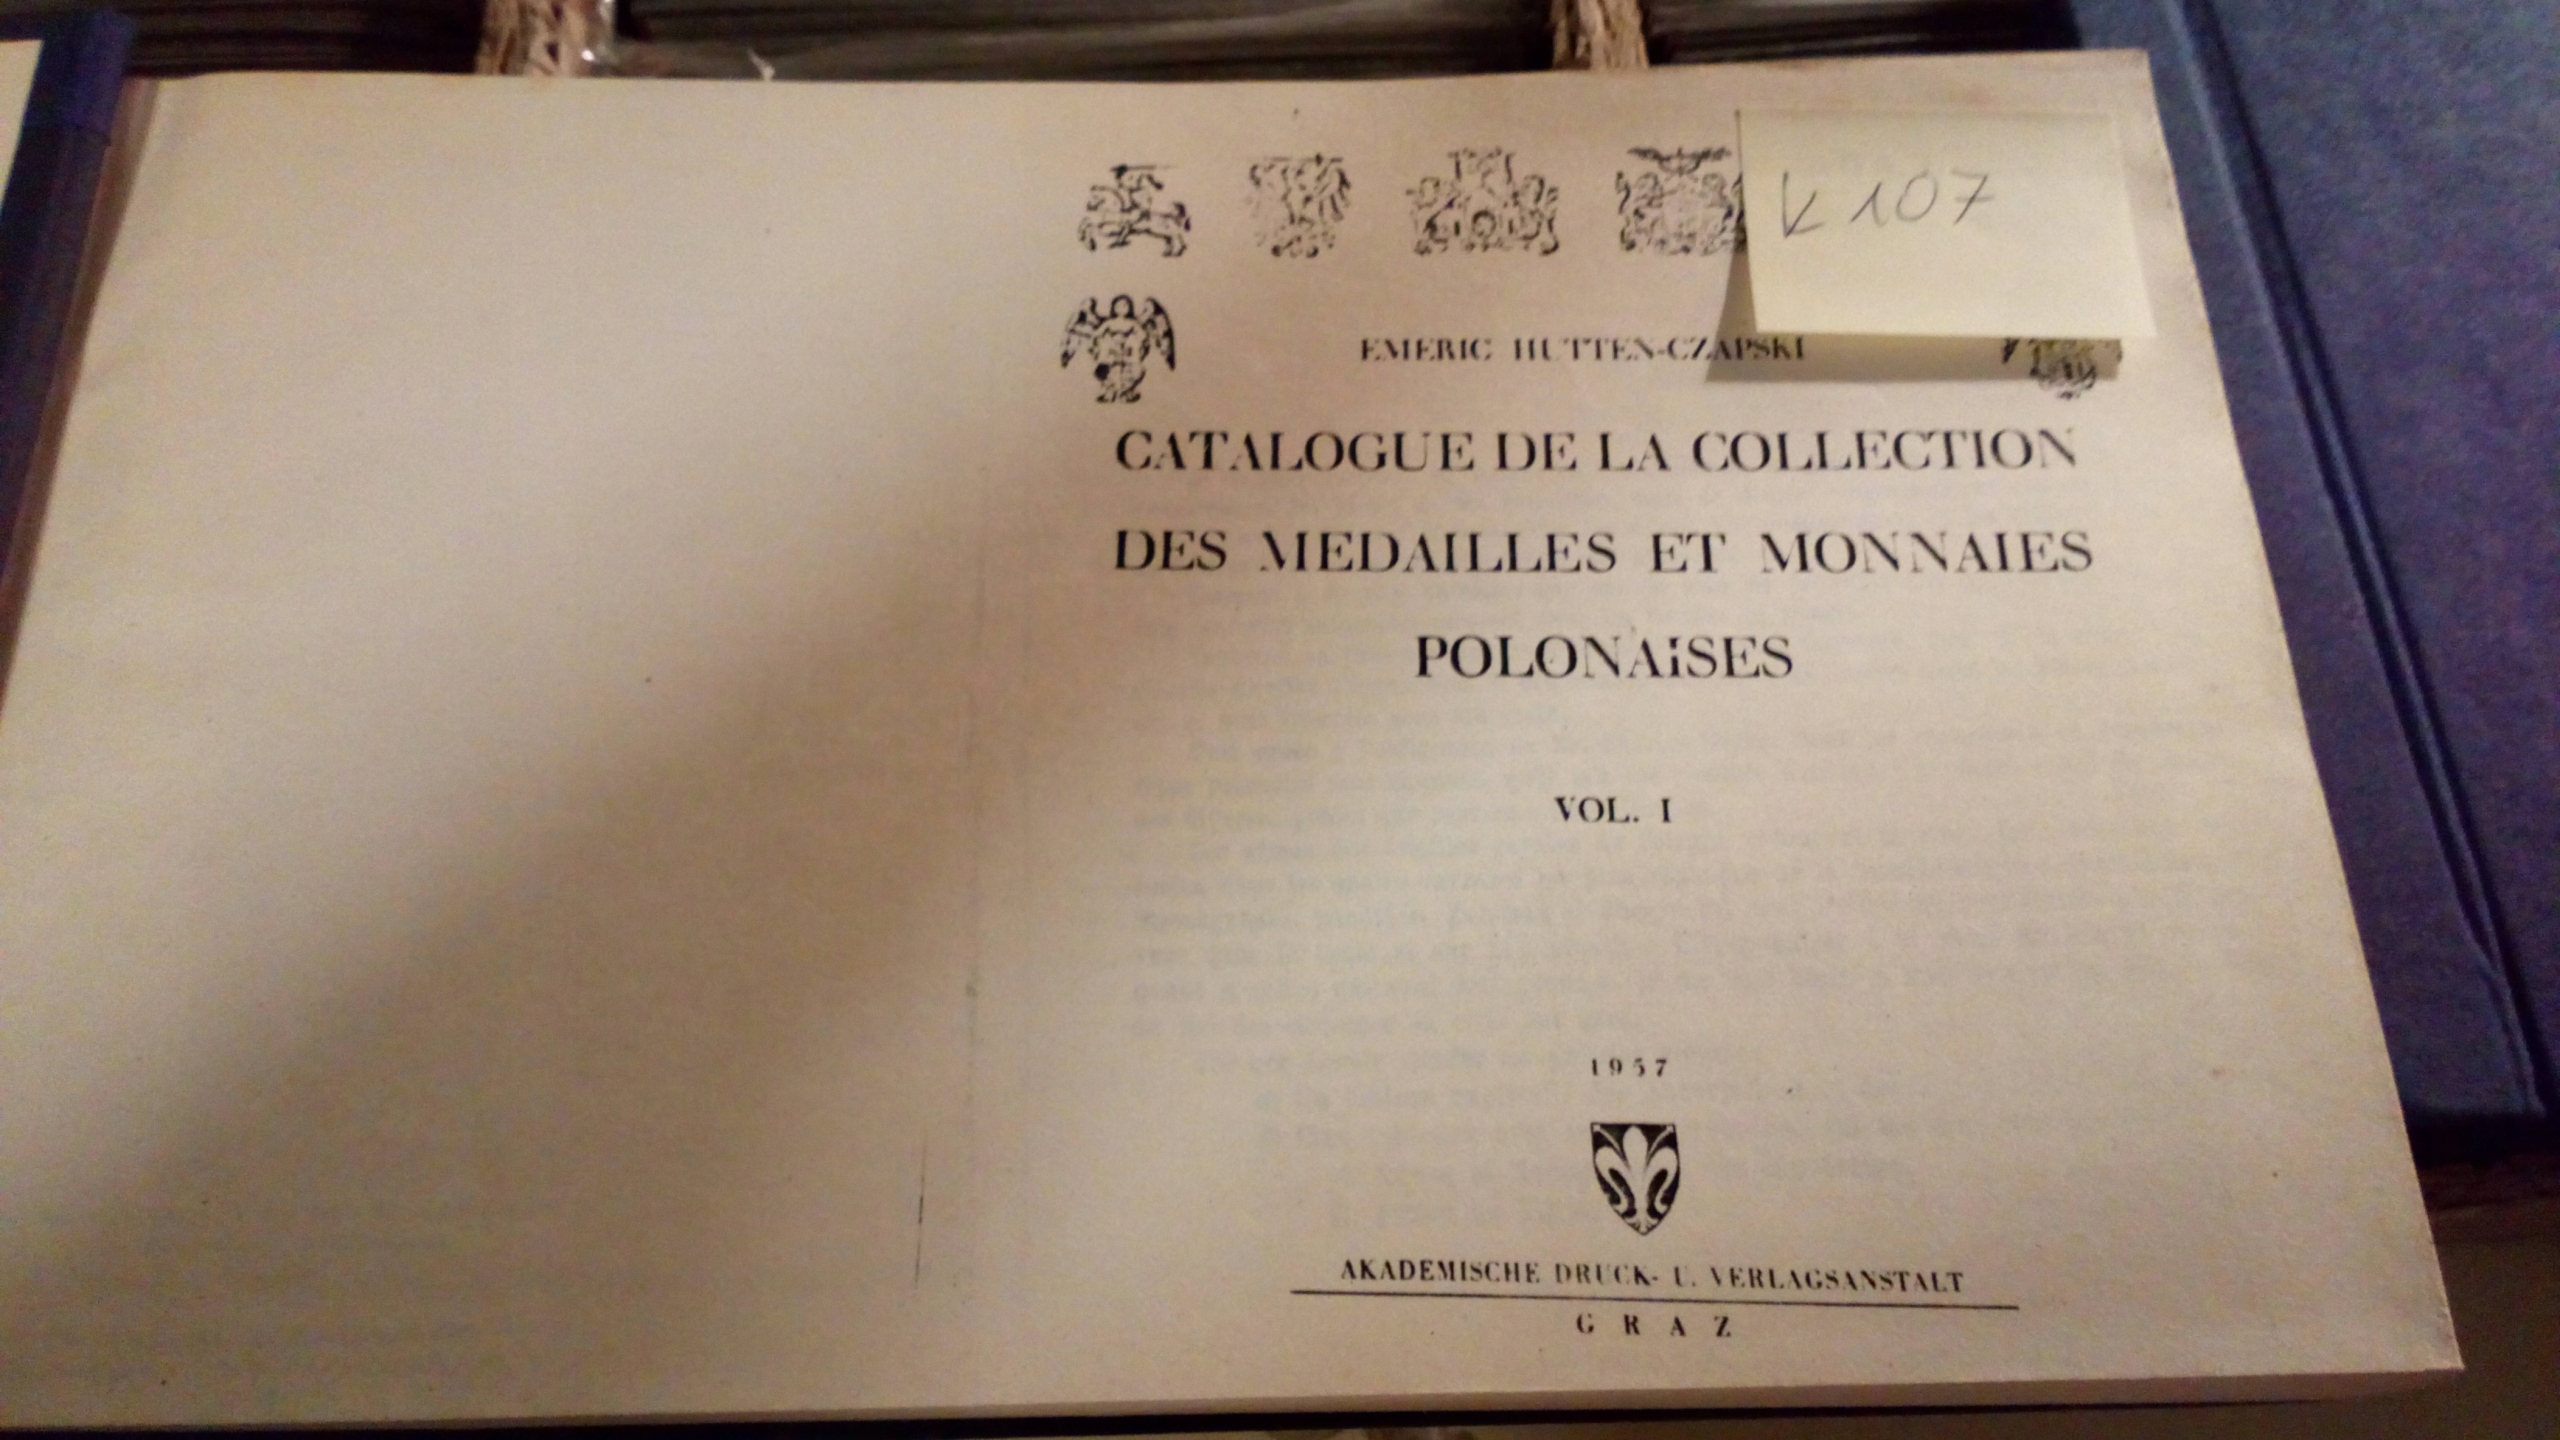 K 107
EMERIC HUTTEN-CZAPSKI
CATALOGUE DE LA COLLECTION
DES MEDAILLES ET MONNAIES
POLONAiSES
VOL. I
1957
AKADEMISCHE DRUCK- U. VERLAGSANSTALT
GRAZ